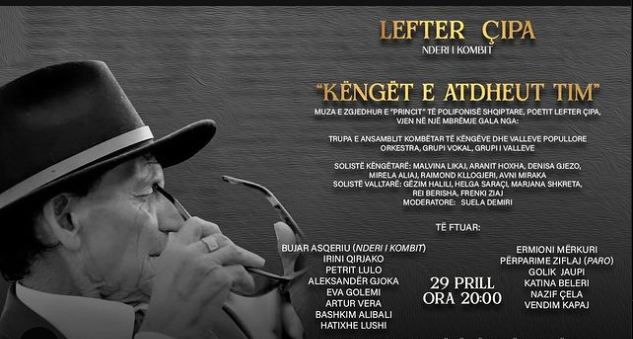 LEFTER ÇIPA
NDERI I KOMBIT
"KËNGËT E ATDHEUT TIM"
MUZA E ZGJEDHUR E "PRINCIT" TË POLIFONISË SHQIPTARE, POETIT LEFTER ÇIPA,
VJEN NË NJË MBRËMJE GALA NGA:
TRUPA E ANSAMBLIT KOMBËTAR TË KËNGËVE DHE VALLEVE POPULLORE
ORKESTRA, GRUPI VOKAL, GRUPI I VALLEVE
SOLISTË KËNGËTARË: MALVINA LIKAJ, ARANIT HOXHA, DENISA GJEZO,
MIRELA ALIAJ, RAIMOND KLLOGJERI, AVNI MIRAKA
SOLISTË VALLTARË: GËZIM HALILI, HELGA SARAÇI, MARJANA SHKRETA,
REI BERISHA, FRENKI ZIAJ
MODERATORE: SUELA DEMIRI
TË FTUAR:
BUJAR ASQERIU (NDERI I KOMBIT)
IRINI QIRJAKO
PETRIT LULO
ALEKSANDËR GJOKA
EVA GOLEMI
ARTUR VERA
BASHKIM ALIBALI
HATIXHE LUSHI
29 PRILL
ORA 20:00
ERMIONI MËRKURI
PËRPARIME ZIFLAJ (PARO)
GOLIK JAUPI
KATINA BELERI
NAZIF ÇELA
VENDIM KAPAJ